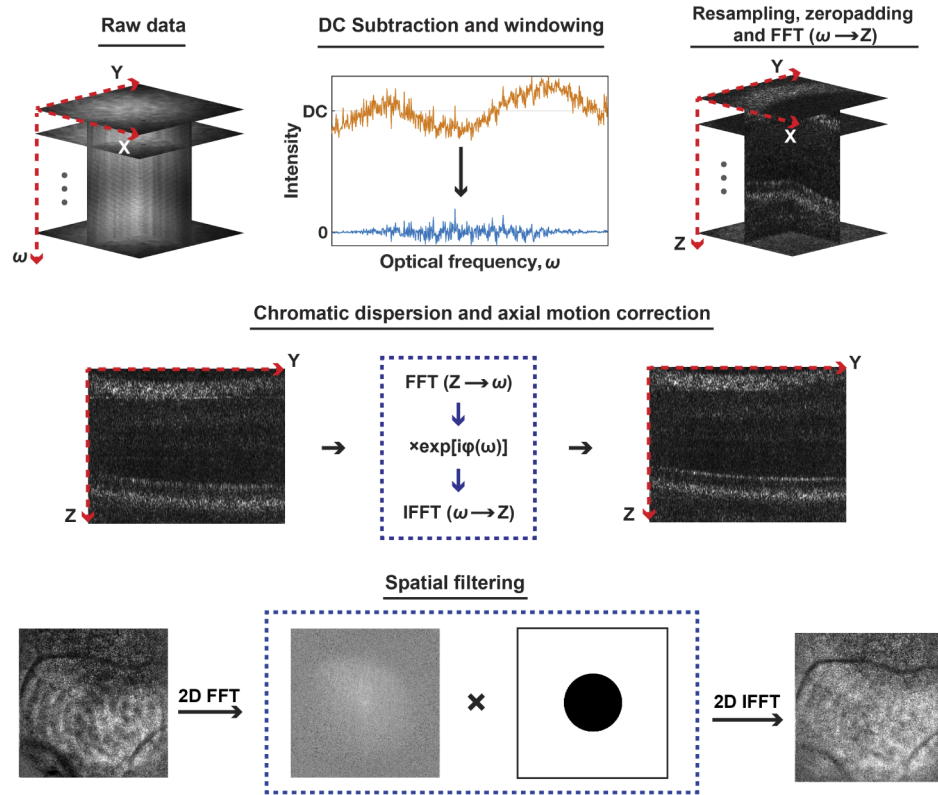 Raw data
DC Subtraction and windowing
Resampling, zeropadding
and FFT (ω→Z)
Y
X
ω
DC
0
Intensity
Optical frequency, ω
Y
X
Z
Chromatic dispersion and axial motion correction
Y
Z
FFT (Z→ω)
×exp[iφ(ω)]
IFFT (ω→Z)
Y
Z
Spatial filtering
2D FFT
×
2D IFFT